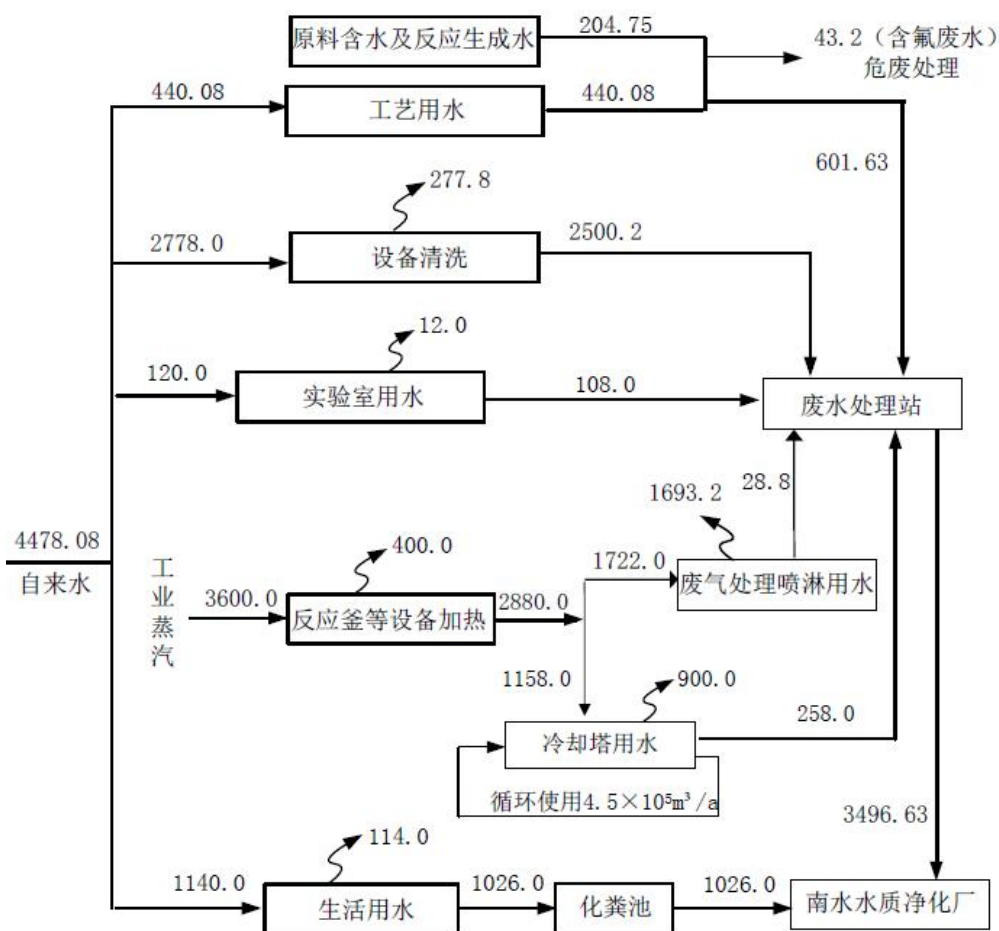 原料含水及反应生成水
204.75
43.2（含氟废水）
危废处理
440.08
工艺用水
440.08
601.63
277.8
2778.0
设备清洗
2500.2
12.0
120.0
实验室用水
108.0
废水处理站
28.8
1693.2
4478.08
自来水
工业蒸汽
400.0
1722.0
废气处理喷淋用水
3600.0
反应釜等设备加热
2880.0
1158.0
900.0
258.0
冷却塔用水
循环使用4.5×10⁵m³/a
3496.63
114.0
1140.0
生活用水
1026.0
化粪池
1026.0
南水水质净化厂